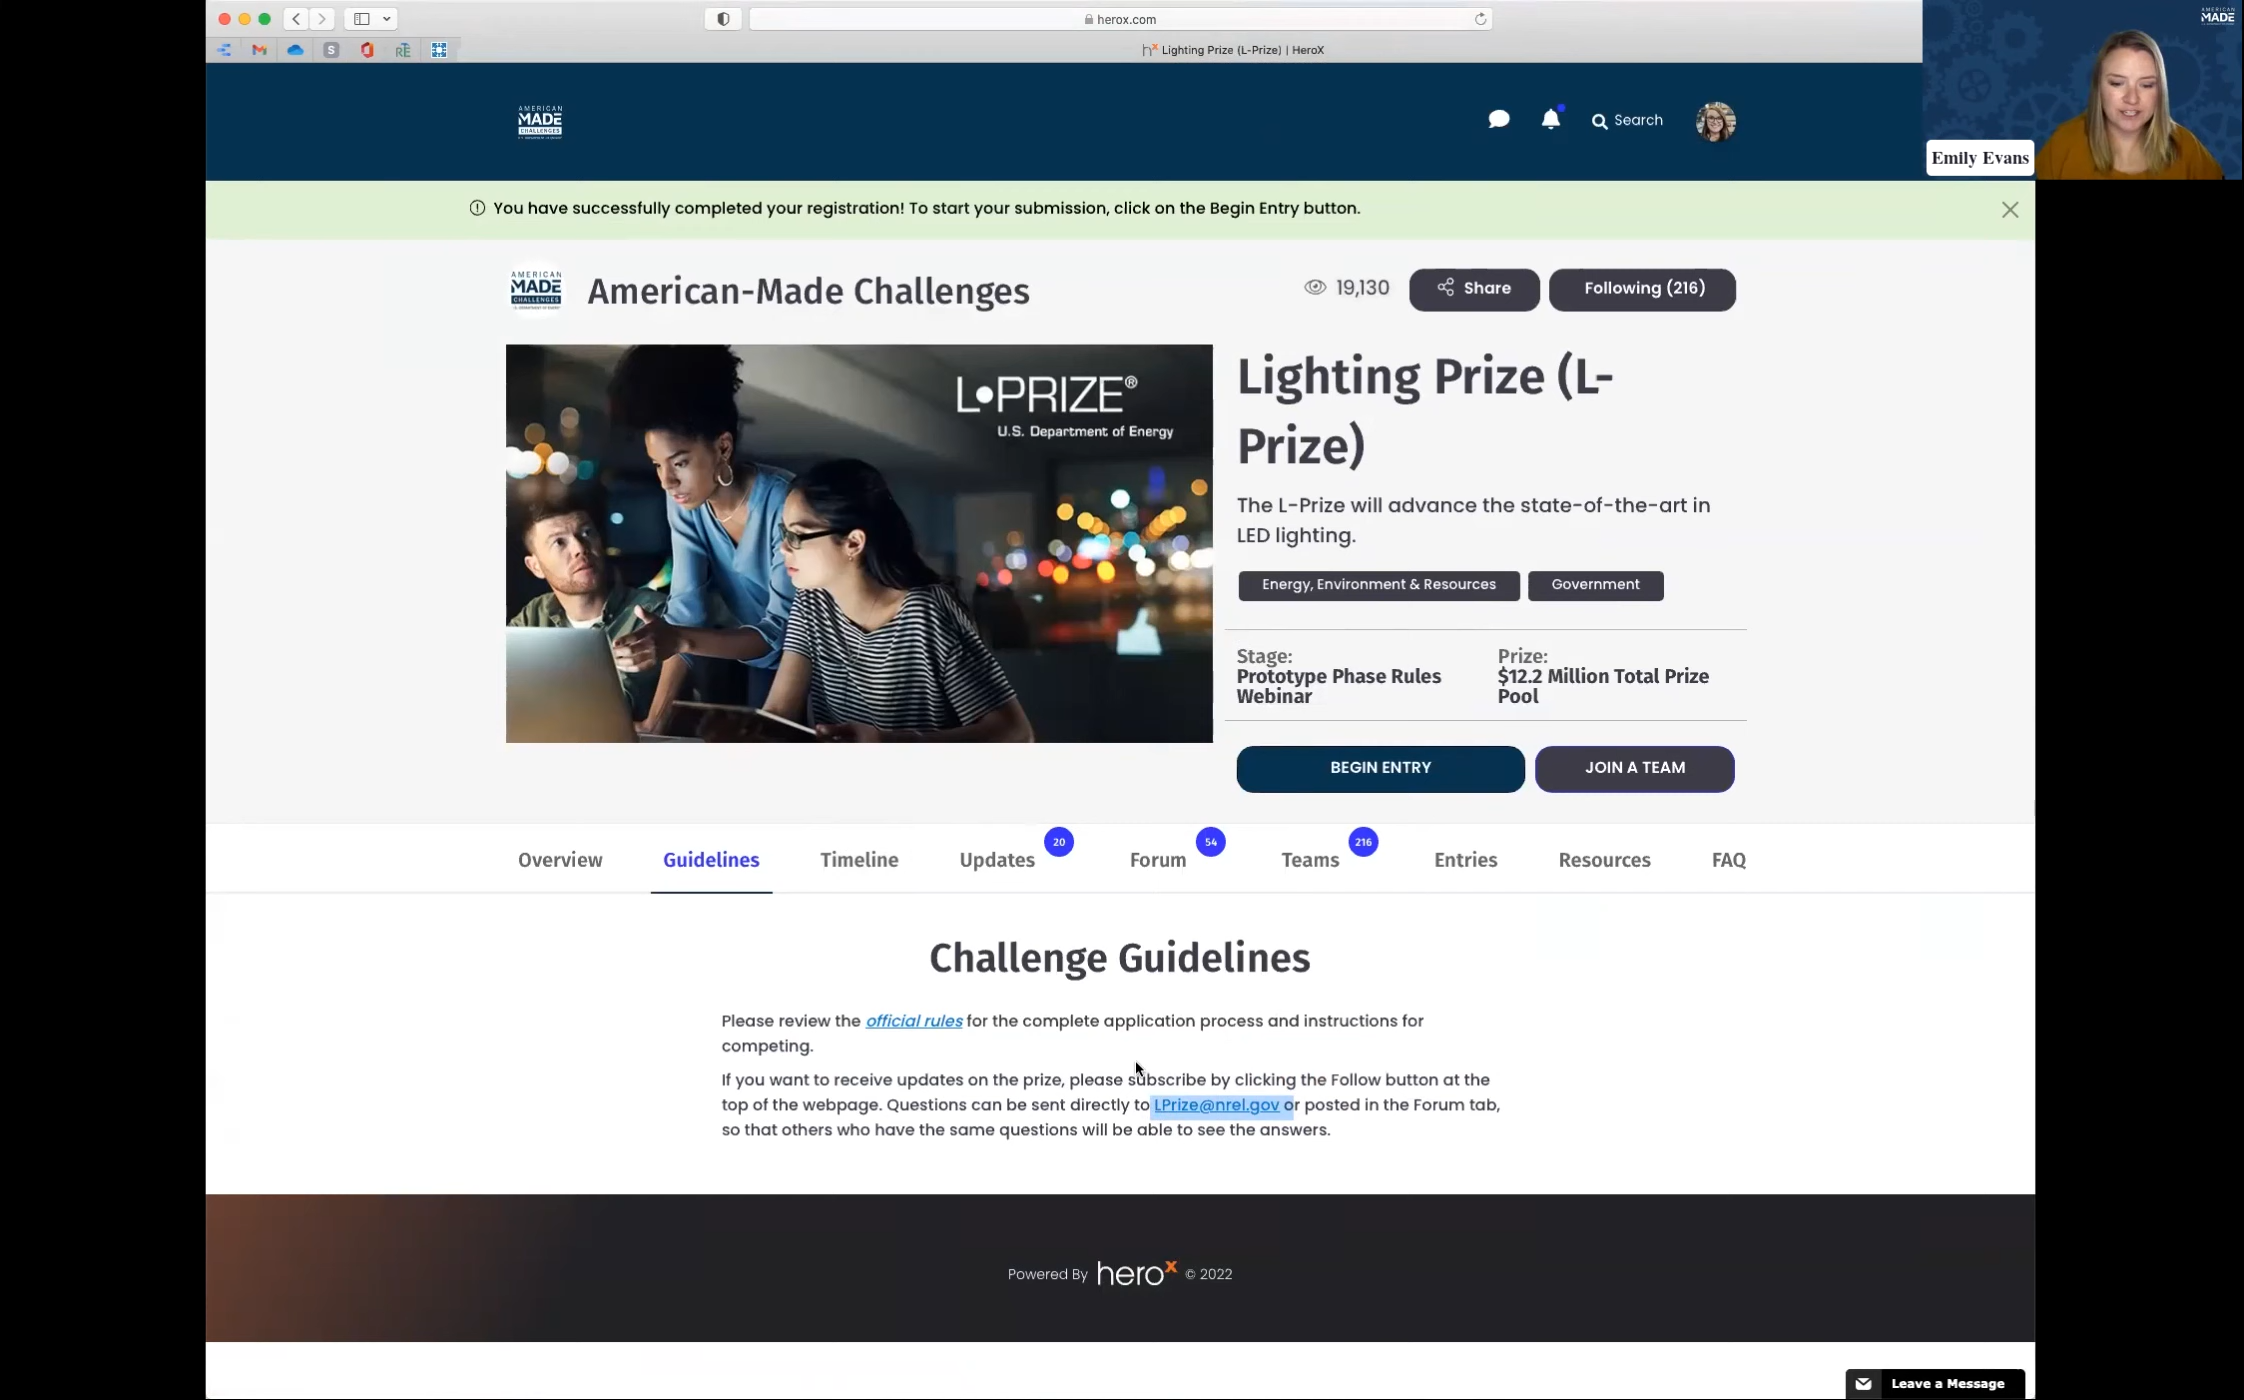 herox.com
Lighting Prize (L-Prize) | HeroX
AMERICAN
MADE
Emily Evans
AMERICAN
MADE
CHALLENGES
Search
You have successfully completed your registration! To start your submission, click on the Begin Entry button.
AMERICAN
MADE
CHALLENGES
American-Made Challenges
19,130
Share
Following (216)
L•PRIZE®
U.S. Department of Energy
Lighting Prize (L-
Prize)
The L-Prize will advance the state-of-the-art in
LED lighting.
Energy, Environment & Resources
Government
Stage:
Prototype Phase Rules
Webinar
Prize:
$12.2 Million Total Prize
Pool
BEGIN ENTRY
JOIN A TEAM
Overview
Guidelines
Timeline
Updates
20
Forum
54
Teams
216
Entries
Resources
FAQ
Challenge Guidelines
Please review the official rules for the complete application process and instructions for
competing.
If you want to receive updates on the prize, please subscribe by clicking the Follow button at the
top of the webpage. Questions can be sent directly to LPrize@nrel.gov or posted in the Forum tab,
so that others who have the same questions will be able to see the answers.
Powered By herox © 2022
Leave a Message